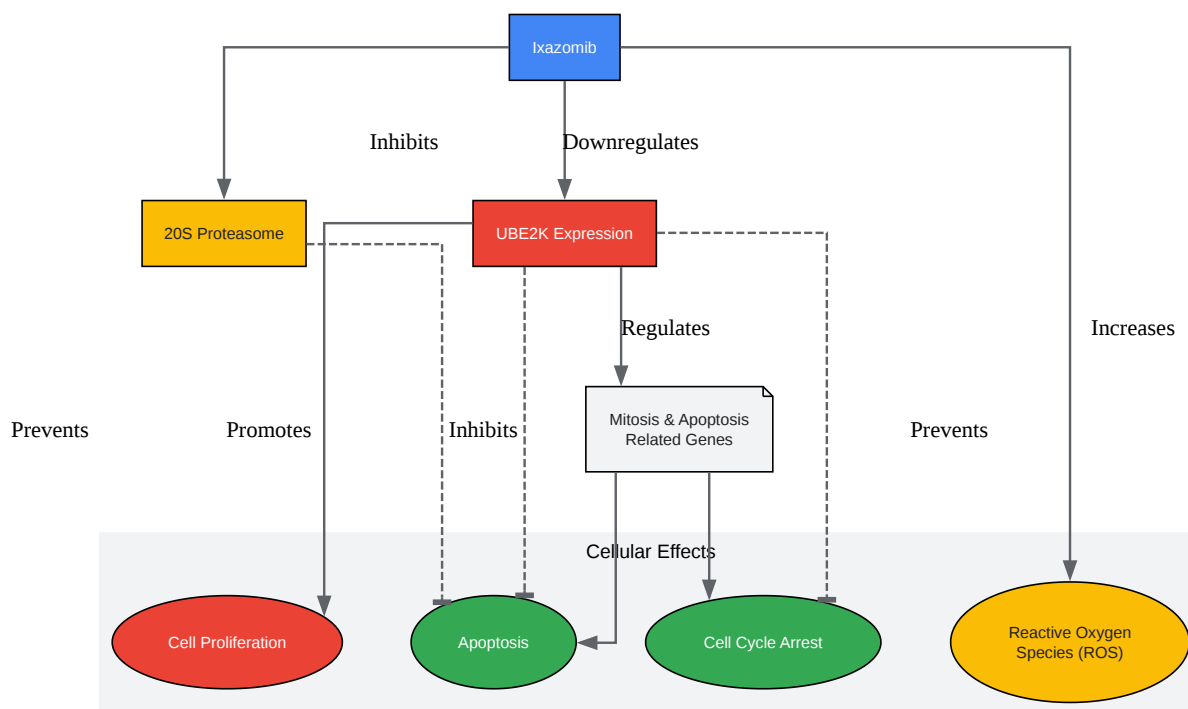 Ixazomib
Inhibits
Downregulates
20S Proteasome
UBE2K Expression
Regulates
Increases
Mitosis & Apoptosis
Related Genes
Prevents
Promotes
Inhibits
Prevents
Cellular Effects
Cell Proliferation
Apoptosis
Cell Cycle Arrest
Reactive Oxygen
Species (ROS)